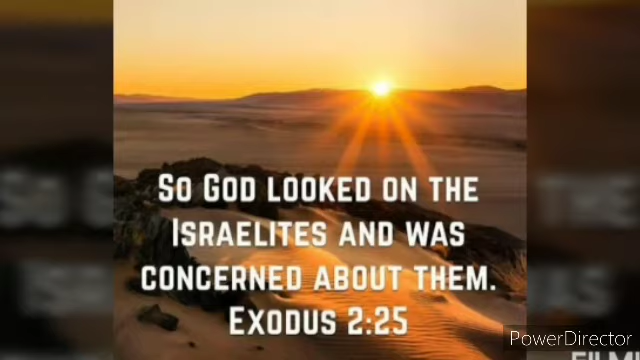 So God looked on the
Israelites and was
concerned about them.
Exodus 2:25
PowerDirector